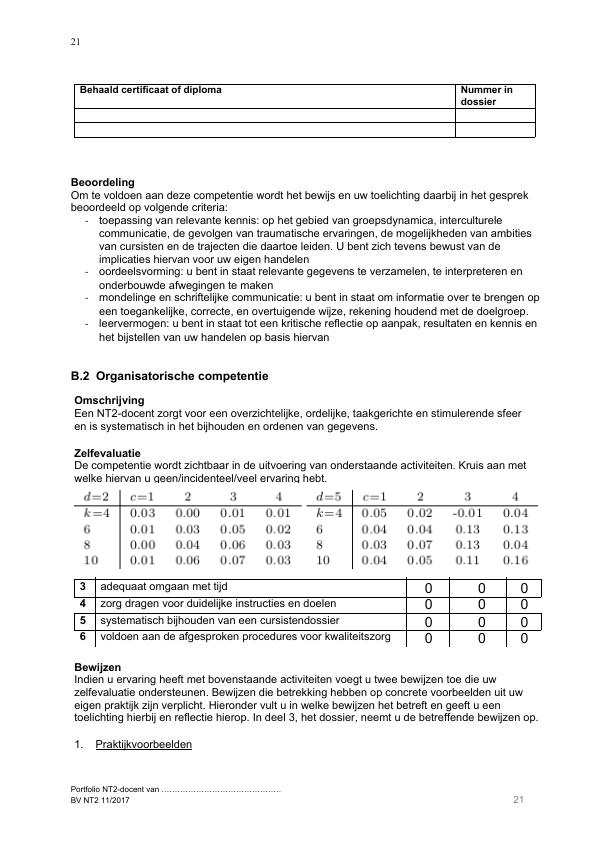 21
Behaald certificaat of diploma Nummer in
dossier
Beoordeling
Om te voldoen aan deze competentie wordt het bewijs en uw toelichting daarbij in het gesprek
beoordeeld op volgende criteria:
- toepassing van relevante kennis: op het gebied van groepsdynamica, interculturele
communicatie, de gevolgen van traumatische ervaringen, de mogelijkheden van ambities
van cursisten en de trajecten die daartoe leiden. U bent zich tevens bewust van de
implicaties hiervan voor uw eigen handelen
- oordeelsvorming: u bent in staat relevante gegevens te verzamelen, te interpreteren en
onderbouwde afwegingen te maken
- mondelinge en schriftelijke communicatie: u bent in staat om informatie over te brengen op
een toegankelijke, correcte, en overtuigende wijze, rekening houdend met de doelgroep.
- leervermogen: u bent in staat tot een kritische reflectie op aanpak, resultaten en kennis en
het bijstellen van uw handelen op basis hiervan
B.2 Organisatorische competentie
Omschrijving
Een NT2-docent zorgt voor een overzichtelijke, ordelijke, taakgerichte en stimulerende sfeer
en is systematisch in het bijhouden en ordenen van gegevens.
Zelfevaluatie
De competentie wordt zichtbaar in de uitvoering van onderstaande activiteiten. Kruis aan met
welke hiervan u geen/incidenteel/veel ervaring hebt.
d=2 c=1 2 3 4 d=5 c=1 2 3 4
k=4 0.03 0.00 0.01 0.01 k=4 0.05 0.02 -0.01 0.04
6 0.01 0.03 0.05 0.02 6 0.04 0.04 0.13 0.13
8 0.00 0.04 0.06 0.03 8 0.03 0.07 0.13 0.04
10 0.01 0.06 0.07 0.03 10 0.04 0.05 0.11 0.16
3 adequaat omgaan met tijd 0 0 0
4 zorg dragen voor duidelijke instructies en doelen 0 0 0
5 systematisch bijhouden van een cursistendossier 0 0 0
6 voldoen aan de afgesproken procedures voor kwaliteitszorg 0 0 0
Bewijzen
Indien u ervaring heeft met bovenstaande activiteiten voegt u twee bewijzen toe die uw
zelfevaluatie ondersteunen. Bewijzen die betrekking hebben op concrete voorbeelden uit uw
eigen praktijk zijn verplicht. Hieronder vult u in welke bewijzen het betreft en geeft u een
toelichting hierbij en reflectie hierop. In deel 3, het dossier, neemt u de betreffende bewijzen op.
1. Praktijkvoorbeelden
Portfolio NT2-docent van ..............................................
BV NT2 11/2017 21